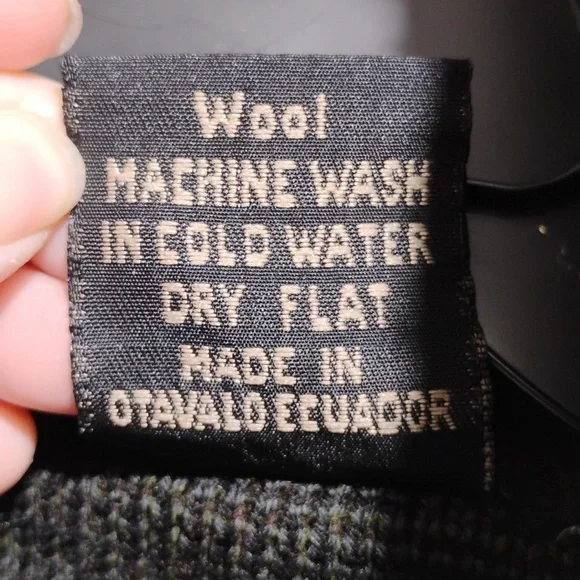 Wool
MACHINE WASH
IN COLD WATER
DRY FLAT
MADE IN
OTAVALO ECUADOR